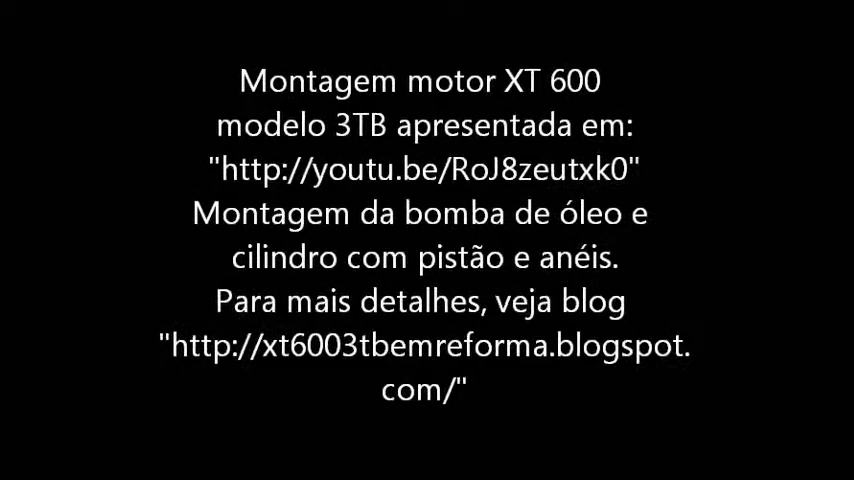 Montagem motor XT 600
modelo 3TB apresentada em:
"http://youtu.be/RoJ8zeutxk0"
Montagem da bomba de óleo e
cilindro com pistão e anéis.
Para mais detalhes, veja blog
"http://xt6003tbemreforma.blogspot.
com/"